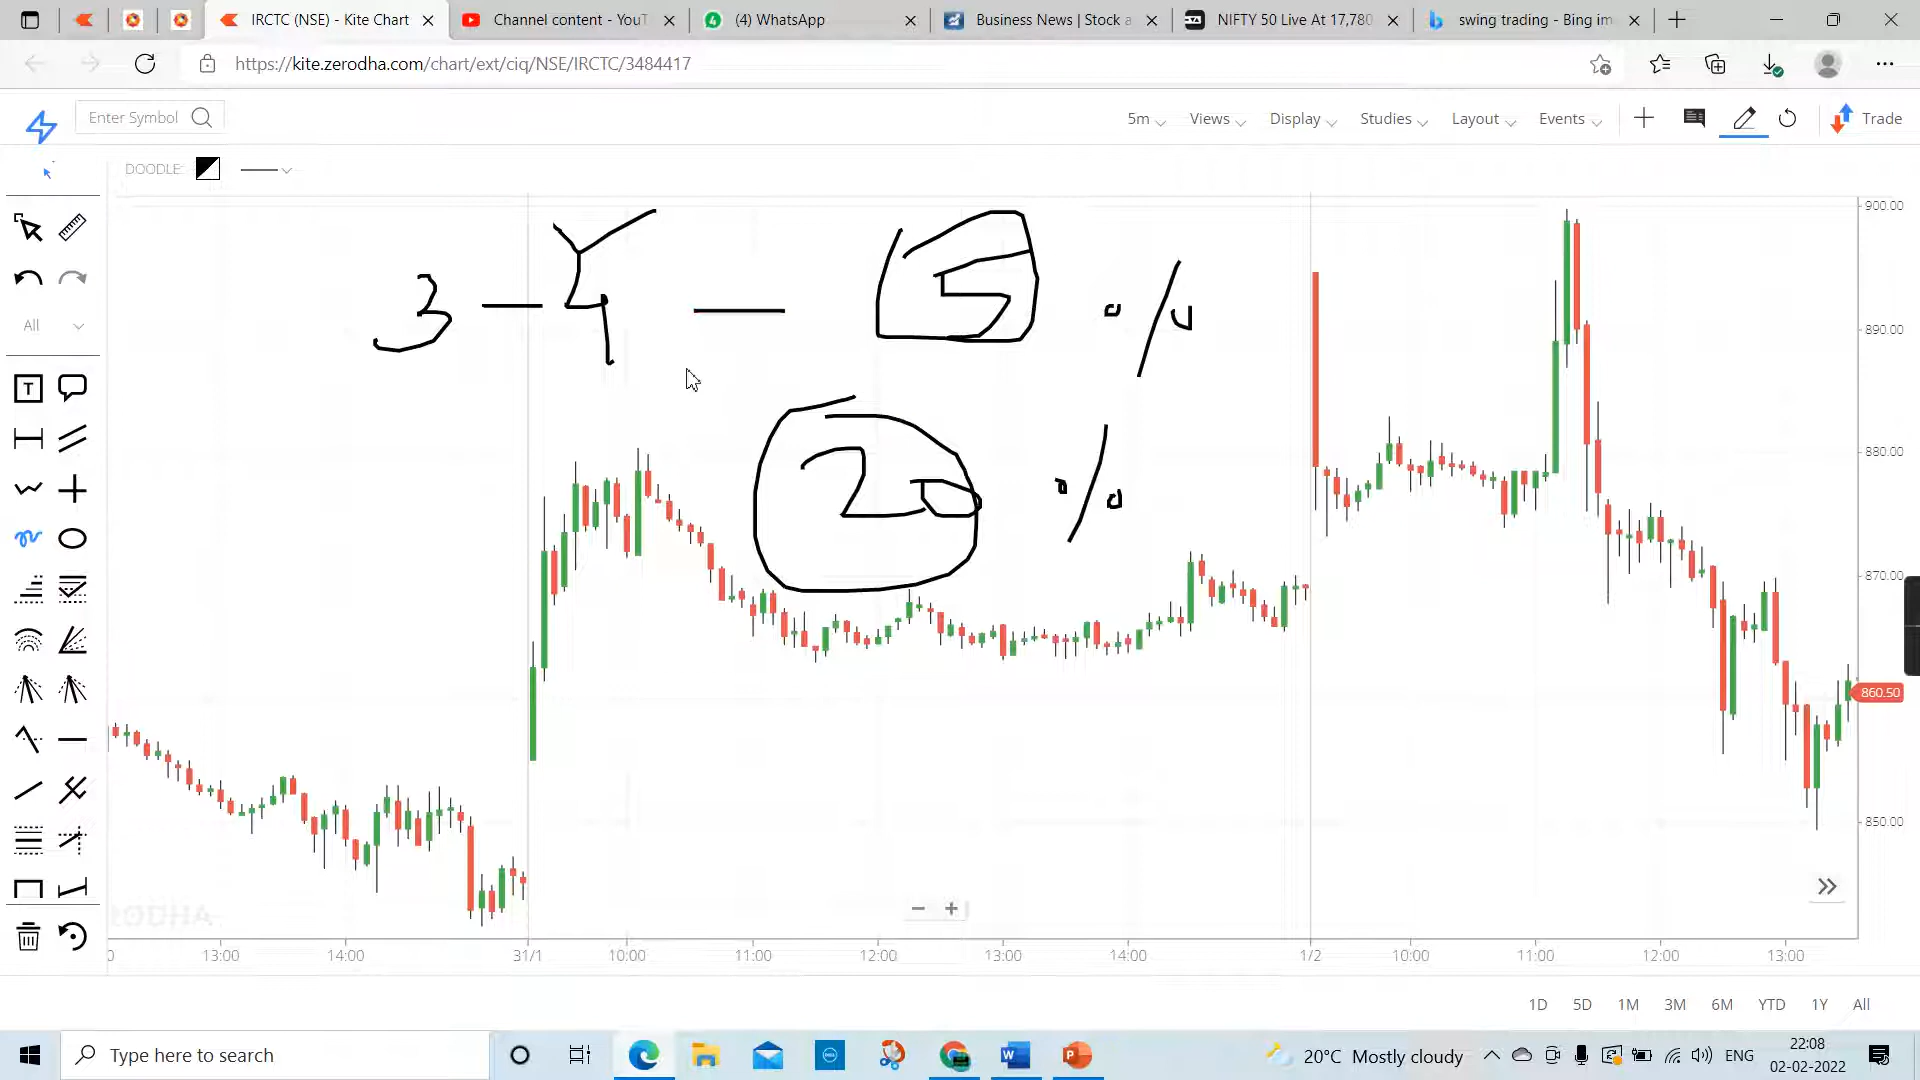 IRCTC (NSE) - Kite Chart
Channel content - YouT
(4) WhatsApp
Business News | Stock a
NIFTY 50 Live At 17,780
swing trading - Bing im
https://kite.zerodha.com/chart/ext/ciq/NSE/IRCTC/3484417
Enter Symbol
5m Views Display Studies Layout Events Trade
DOODLE:
All
T
3 - 4 - 5 %
20 %
900.00
890.00
880.00
870.00
860.50
850.00
13:00 14:00 31/1 10:00 11:00 12:00 13:00 14:00 1/2 10:00 11:00 12:00 13:00
1D 5D 1M 3M 6M YTD 1Y All
Type here to search
20°C Mostly cloudy
ENG
22:08
02-02-2022